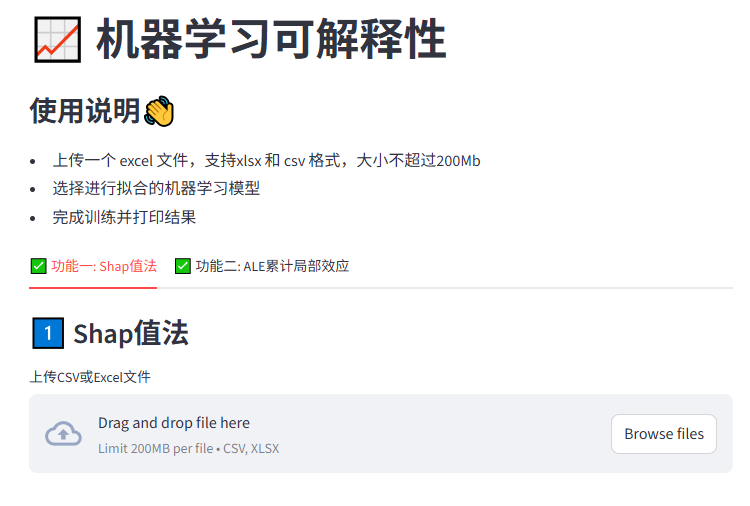 机器学习可解释性
使用说明
上传一个 excel 文件，支持xlsx 和 csv 格式，大小不超过200Mb
选择进行拟合的机器学习模型
完成训练并打印结果
功能一: Shap值法 功能二: ALE累计局部效应
1 Shap值法
上传CSV或Excel文件
Drag and drop file here
Limit 200MB per file • CSV, XLSX
Browse files